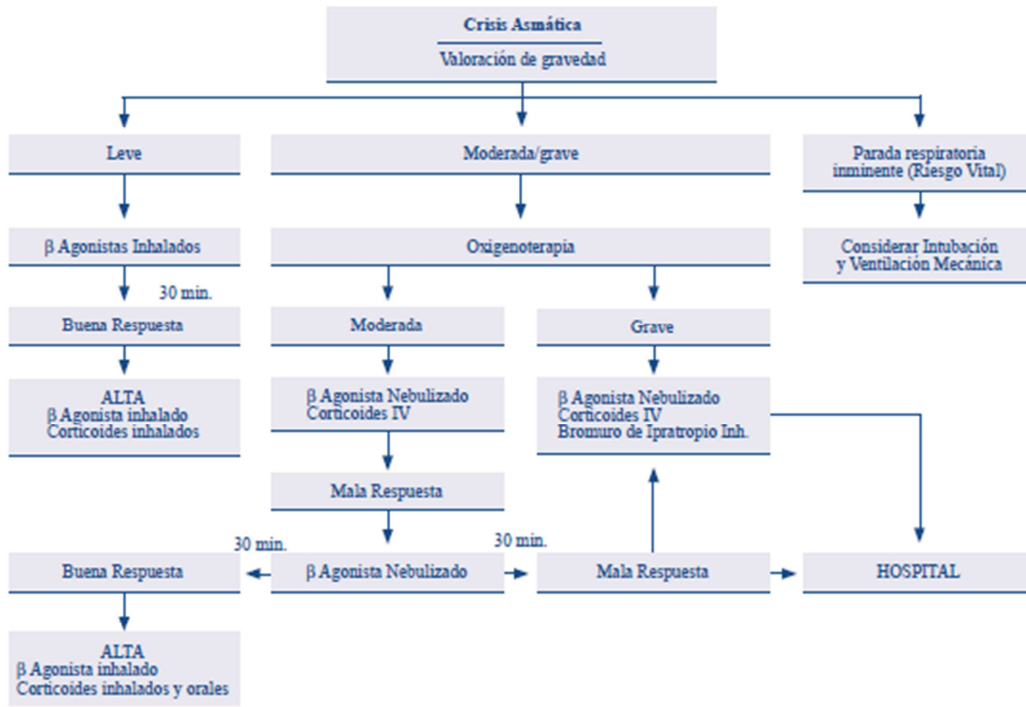 Crisis Asmática
Valoración de gravedad
Leve
Moderada/grave
Parada respiratoria
inminente (Riesgo Vital)
β Agonistas Inhalados
Oxigenoterapia
Considerar Intubación
y Ventilación Mecánica
30 min.
Buena Respuesta
Moderada
Grave
ALTA
β Agonista inhalado
Corticoides inhalados
β Agonista Nebulizado
Corticoides IV
β Agonista Nebulizado
Corticoides IV
Bromuro de Ipratropio Inh.
Mala Respuesta
30 min.
30 min.
Buena Respuesta
β Agonista Nebulizado
Mala Respuesta
HOSPITAL
ALTA
β Agonista inhalado
Corticoides inhalados y orales